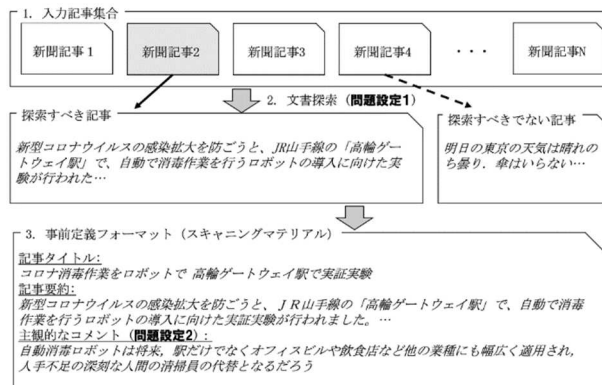 1. 入力記事集合
新聞記事1
新聞記事2
新聞記事3
新聞記事4
・・・
新聞記事N
2. 文書探索 (問題設定1)
探索すべき記事
新型コロナウイルスの感染拡大を防ごうと、JR山手線の「高輪ゲー
トウェイ駅」で、自動で消毒作業を行うロボットの導入に向けた実
験が行われた…
探索すべきでない記事
明日の東京の天気は晴れの
ち曇り．傘はいらない…
3. 事前定義フォーマット (スキャニングマテリアル)
記事タイトル:
コロナ消毒作業をロボットで 高輪ゲートウェイ駅で実証実験
記事要約:
新型コロナウイルスの感染拡大を防ごうと、ＪＲ山手線の「高輪ゲートウェイ駅」で、自動で消毒
作業を行うロボットの導入に向けた実証実験が行われました。…
主観的なコメント (問題設定2):
自動消毒ロボットは将来，駅だけでなくオフィスビルや飲食店など他の業種にも幅広く適用され，
人手不足の深刻な人間の清掃員の代替となるだろう